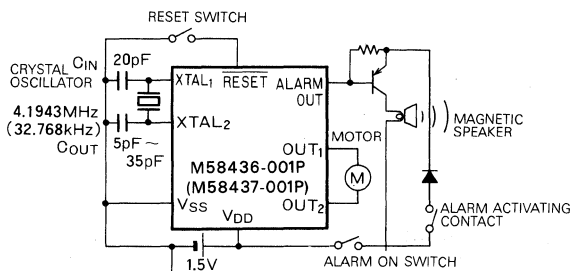 RESET SWITCH
CIN 20pF
CRYSTAL
OSCILLATOR
XTAL1
RESET
ALARM
OUT
4.1943MHz
(32.768kHz)
COUT
5pF～
35pF
XTAL2
MAGNETIC
SPEAKER
MOTOR
OUT1
M58436-001P
(M58437-001P)
M
VSS
VDD
OUT2
ALARM ACTIVATING
CONTACT
1.5V
ALARM ON SWITCH